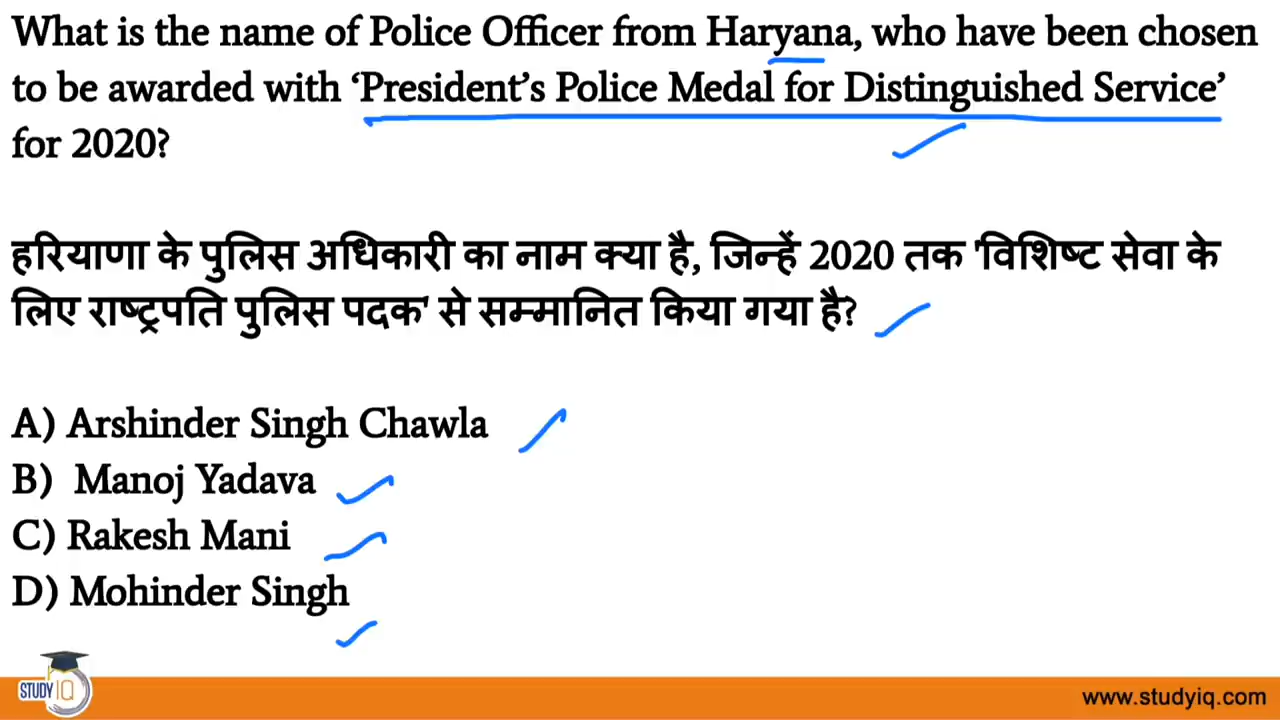 What is the name of Police Officer from Haryana, who have been chosen
to be awarded with ‘President’s Police Medal for Distinguished Service’
for 2020?
हरियाणा के पुलिस अधिकारी का नाम क्या है, जिन्हें 2020 तक 'विशिष्ट सेवा के
लिए राष्ट्रपति पुलिस पदक' से सम्मानित किया गया है?
A) Arshinder Singh Chawla
B) Manoj Yadava
C) Rakesh Mani
D) Mohinder Singh
STUDY IQ
www.studyiq.com